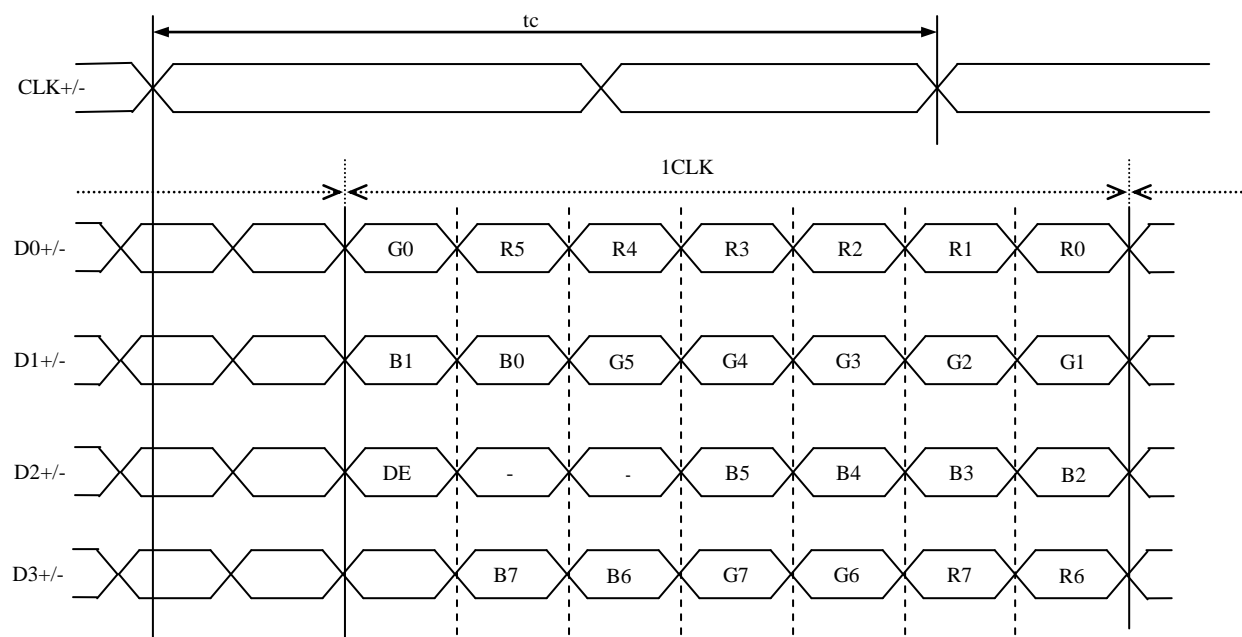 tc
CLK+/-
1CLK
D0+/- G0 R5 R4 R3 R2 R1 R0
D1+/- B1 B0 G5 G4 G3 G2 G1
D2+/- DE - - B5 B4 B3 B2
D3+/- B7 B6 G7 G6 R7 R6